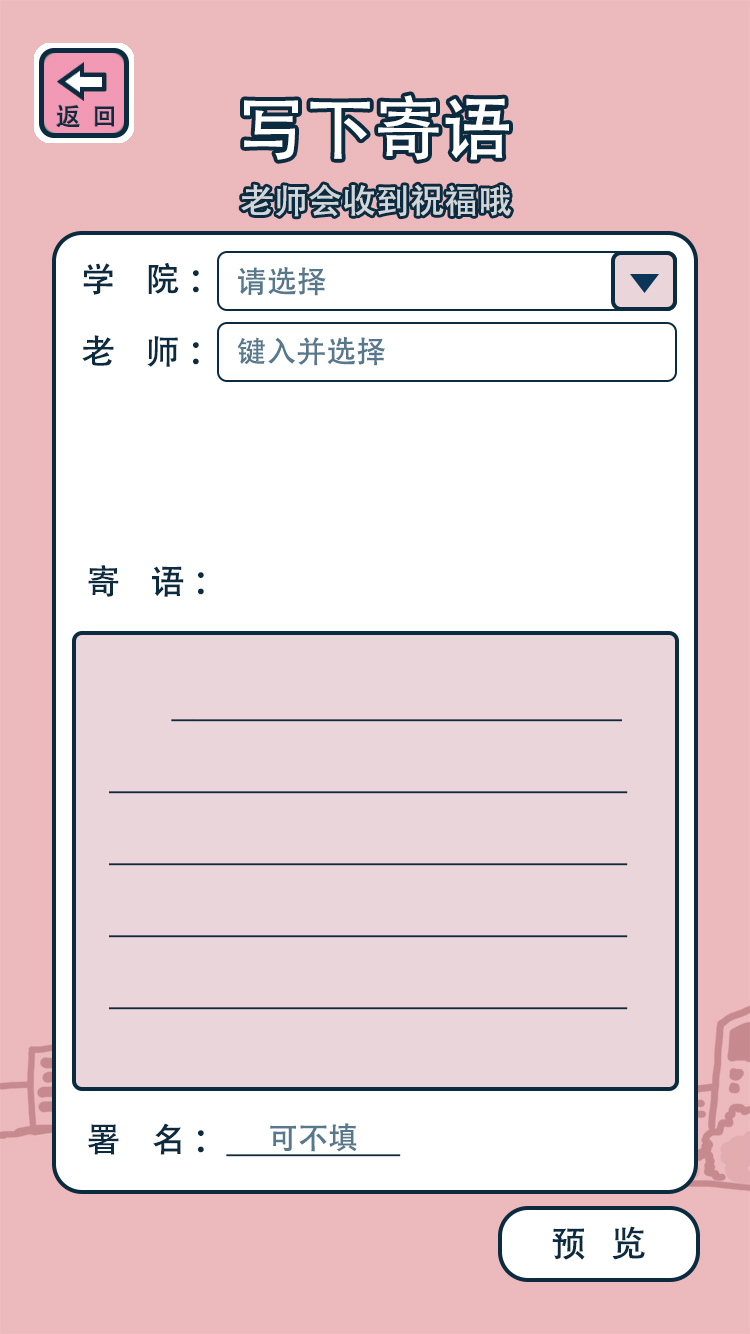 返 回
写下寄语
老师会收到祝福哦
学 院：请选择
老 师：键入并选择
寄 语：
署 名：可不填
预 览